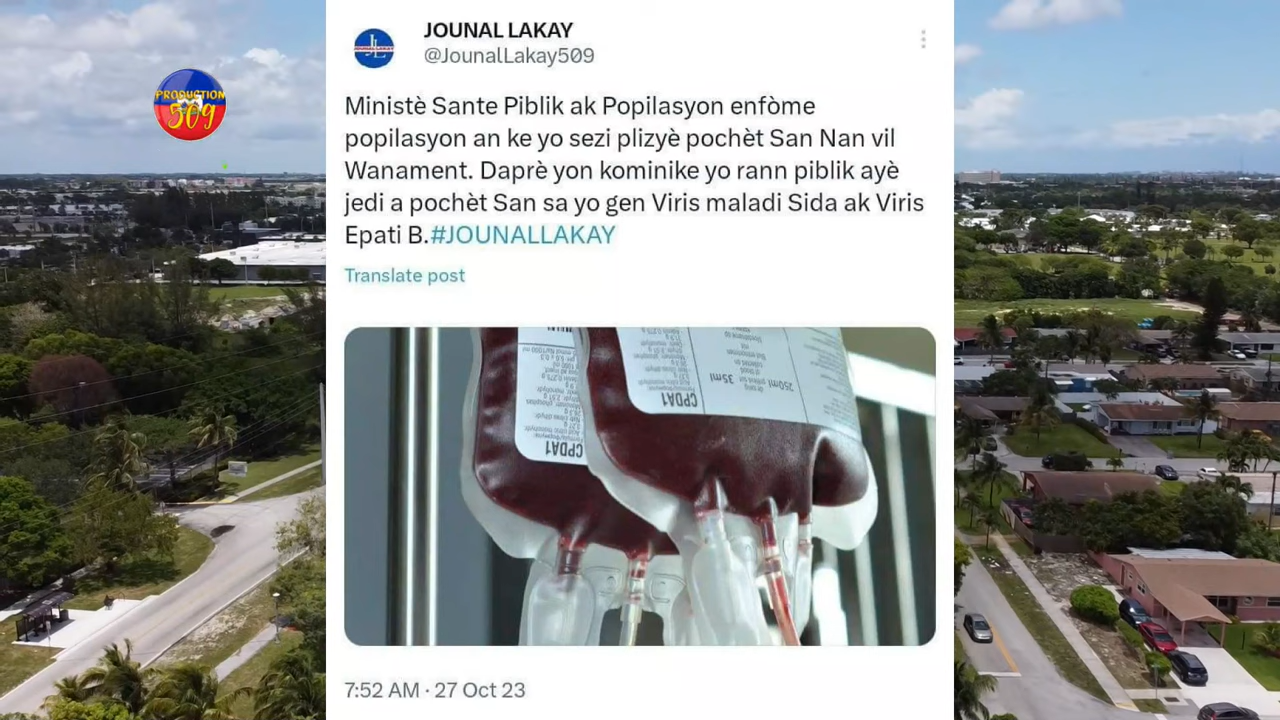 PRODUCTION
509
JOUNAL LAKAY
@JounalLakay509
Ministè Sante Piblik ak Popilasyon enfòme
popilasyon an ke yo sezi plizyè pochèt San Nan vil
Wanament. Daprè yon kominike yo rann piblik ayè
jedi a pochèt San sa yo gen Viris maladi Sida ak Viris
Epati B.#JOUNALLAKAY
Translate post
35ml
250ml
CPDA1
CPDA1
7:52 AM · 27 Oct 23